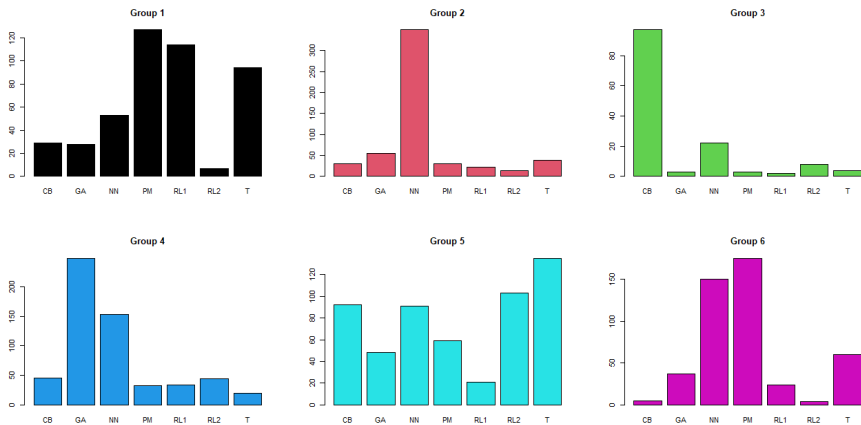 Group 1
120
100
80
60
40
20
0
CB GA NN PM RL1 RL2 T
Group 2
300
250
200
150
100
50
0
CB GA NN PM RL1 RL2 T
Group 3
80
60
40
20
0
CB GA NN PM RL1 RL2 T
Group 4
200
150
100
50
0
CB GA NN PM RL1 RL2 T
Group 5
120
100
80
60
40
20
0
CB GA NN PM RL1 RL2 T
Group 6
150
100
50
0
CB GA NN PM RL1 RL2 T